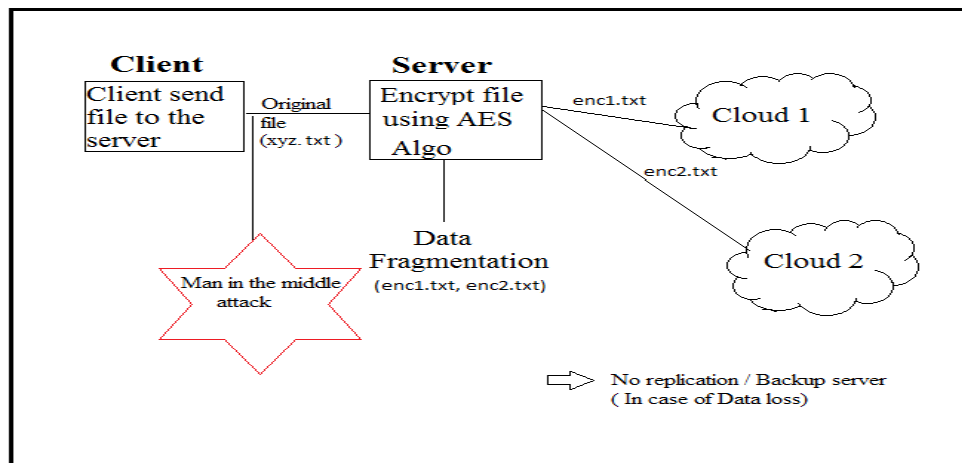 Client
Client send
file to the
server
Original
file
(xyz. txt )
Server
Encrypt file
using AES
Algo
enc1.txt
Cloud 1
enc2.txt
Cloud 2
Data
Fragmentation
(enc1.txt, enc2.txt)
Man in the middle
attack
No replication / Backup server
( In case of Data loss)